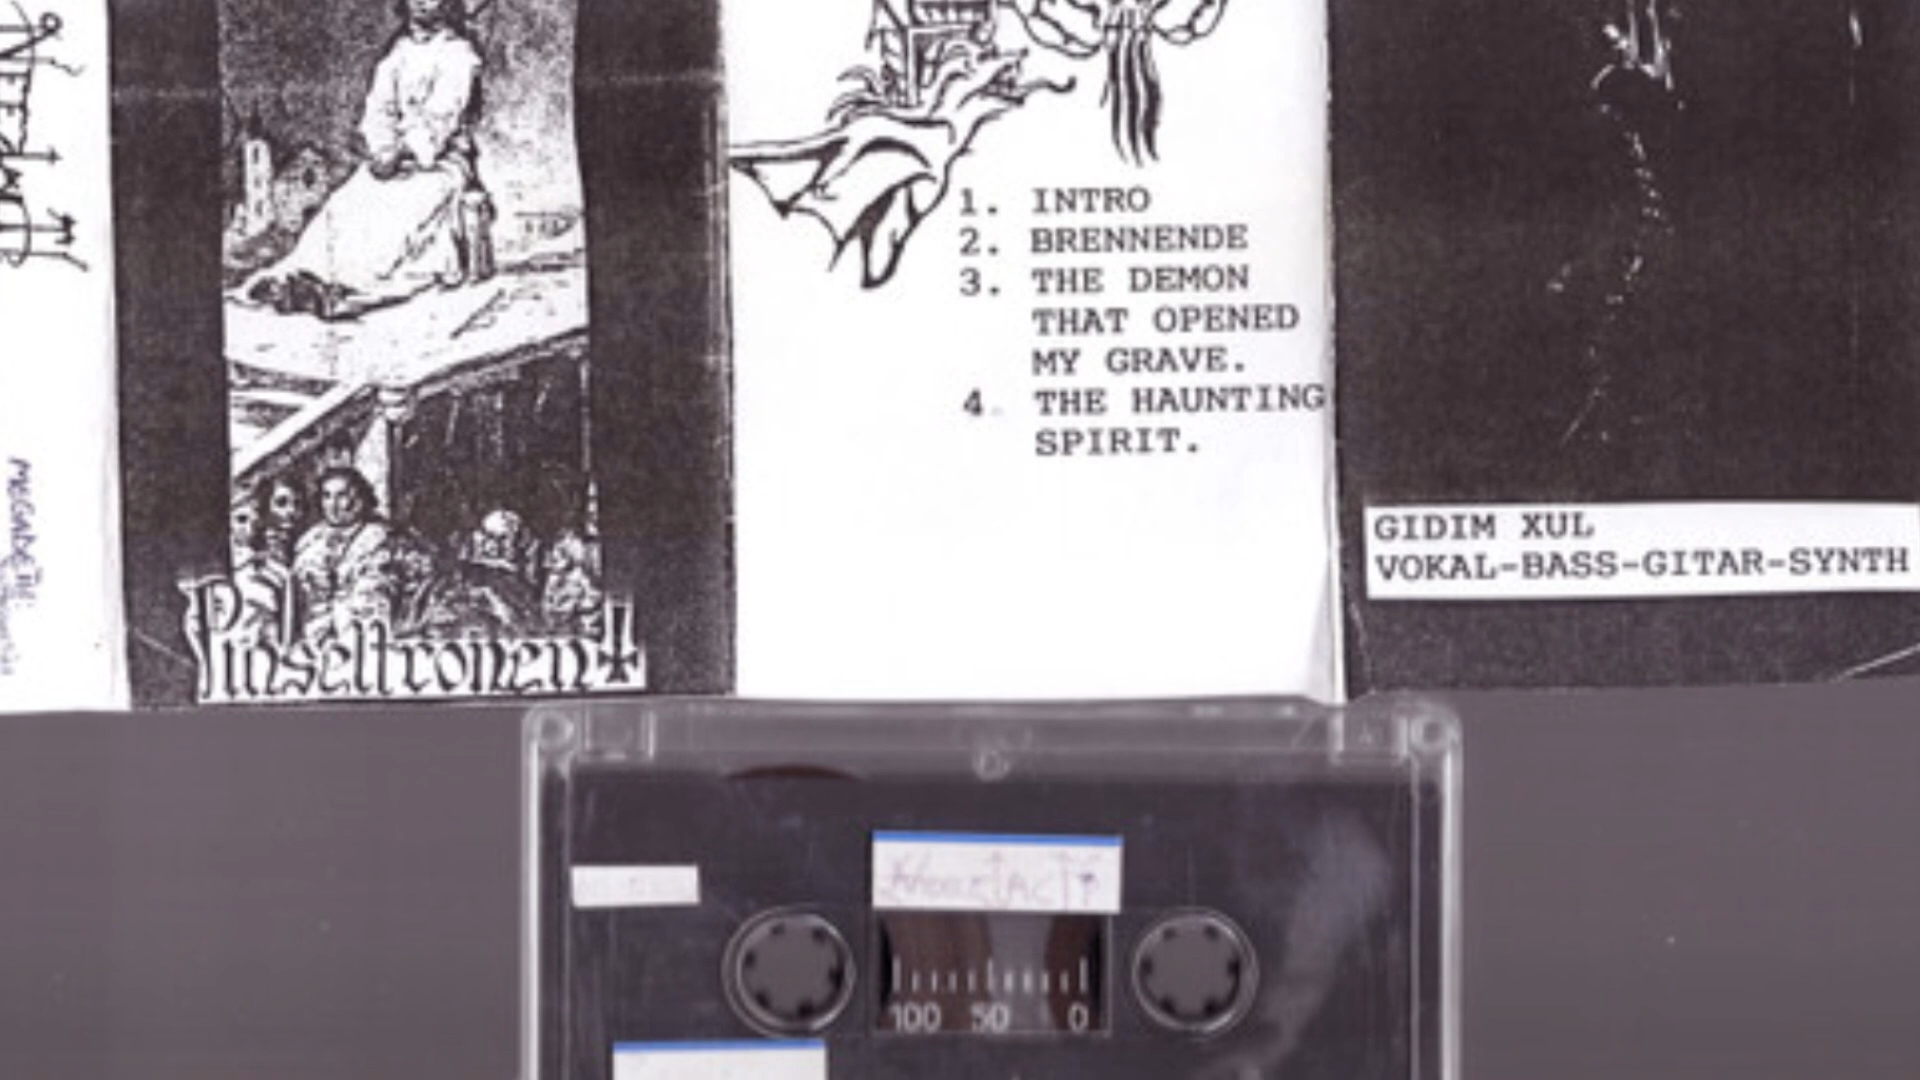 Pinseltronen
1. INTRO
2. BRENNENDE
3. THE DEMON
THAT OPENED
MY GRAVE.
4. THE HAUNTING
SPIRIT.
GIDIM XUL
VOKAL-BASS-GITAR-SYNTH
100 50 0